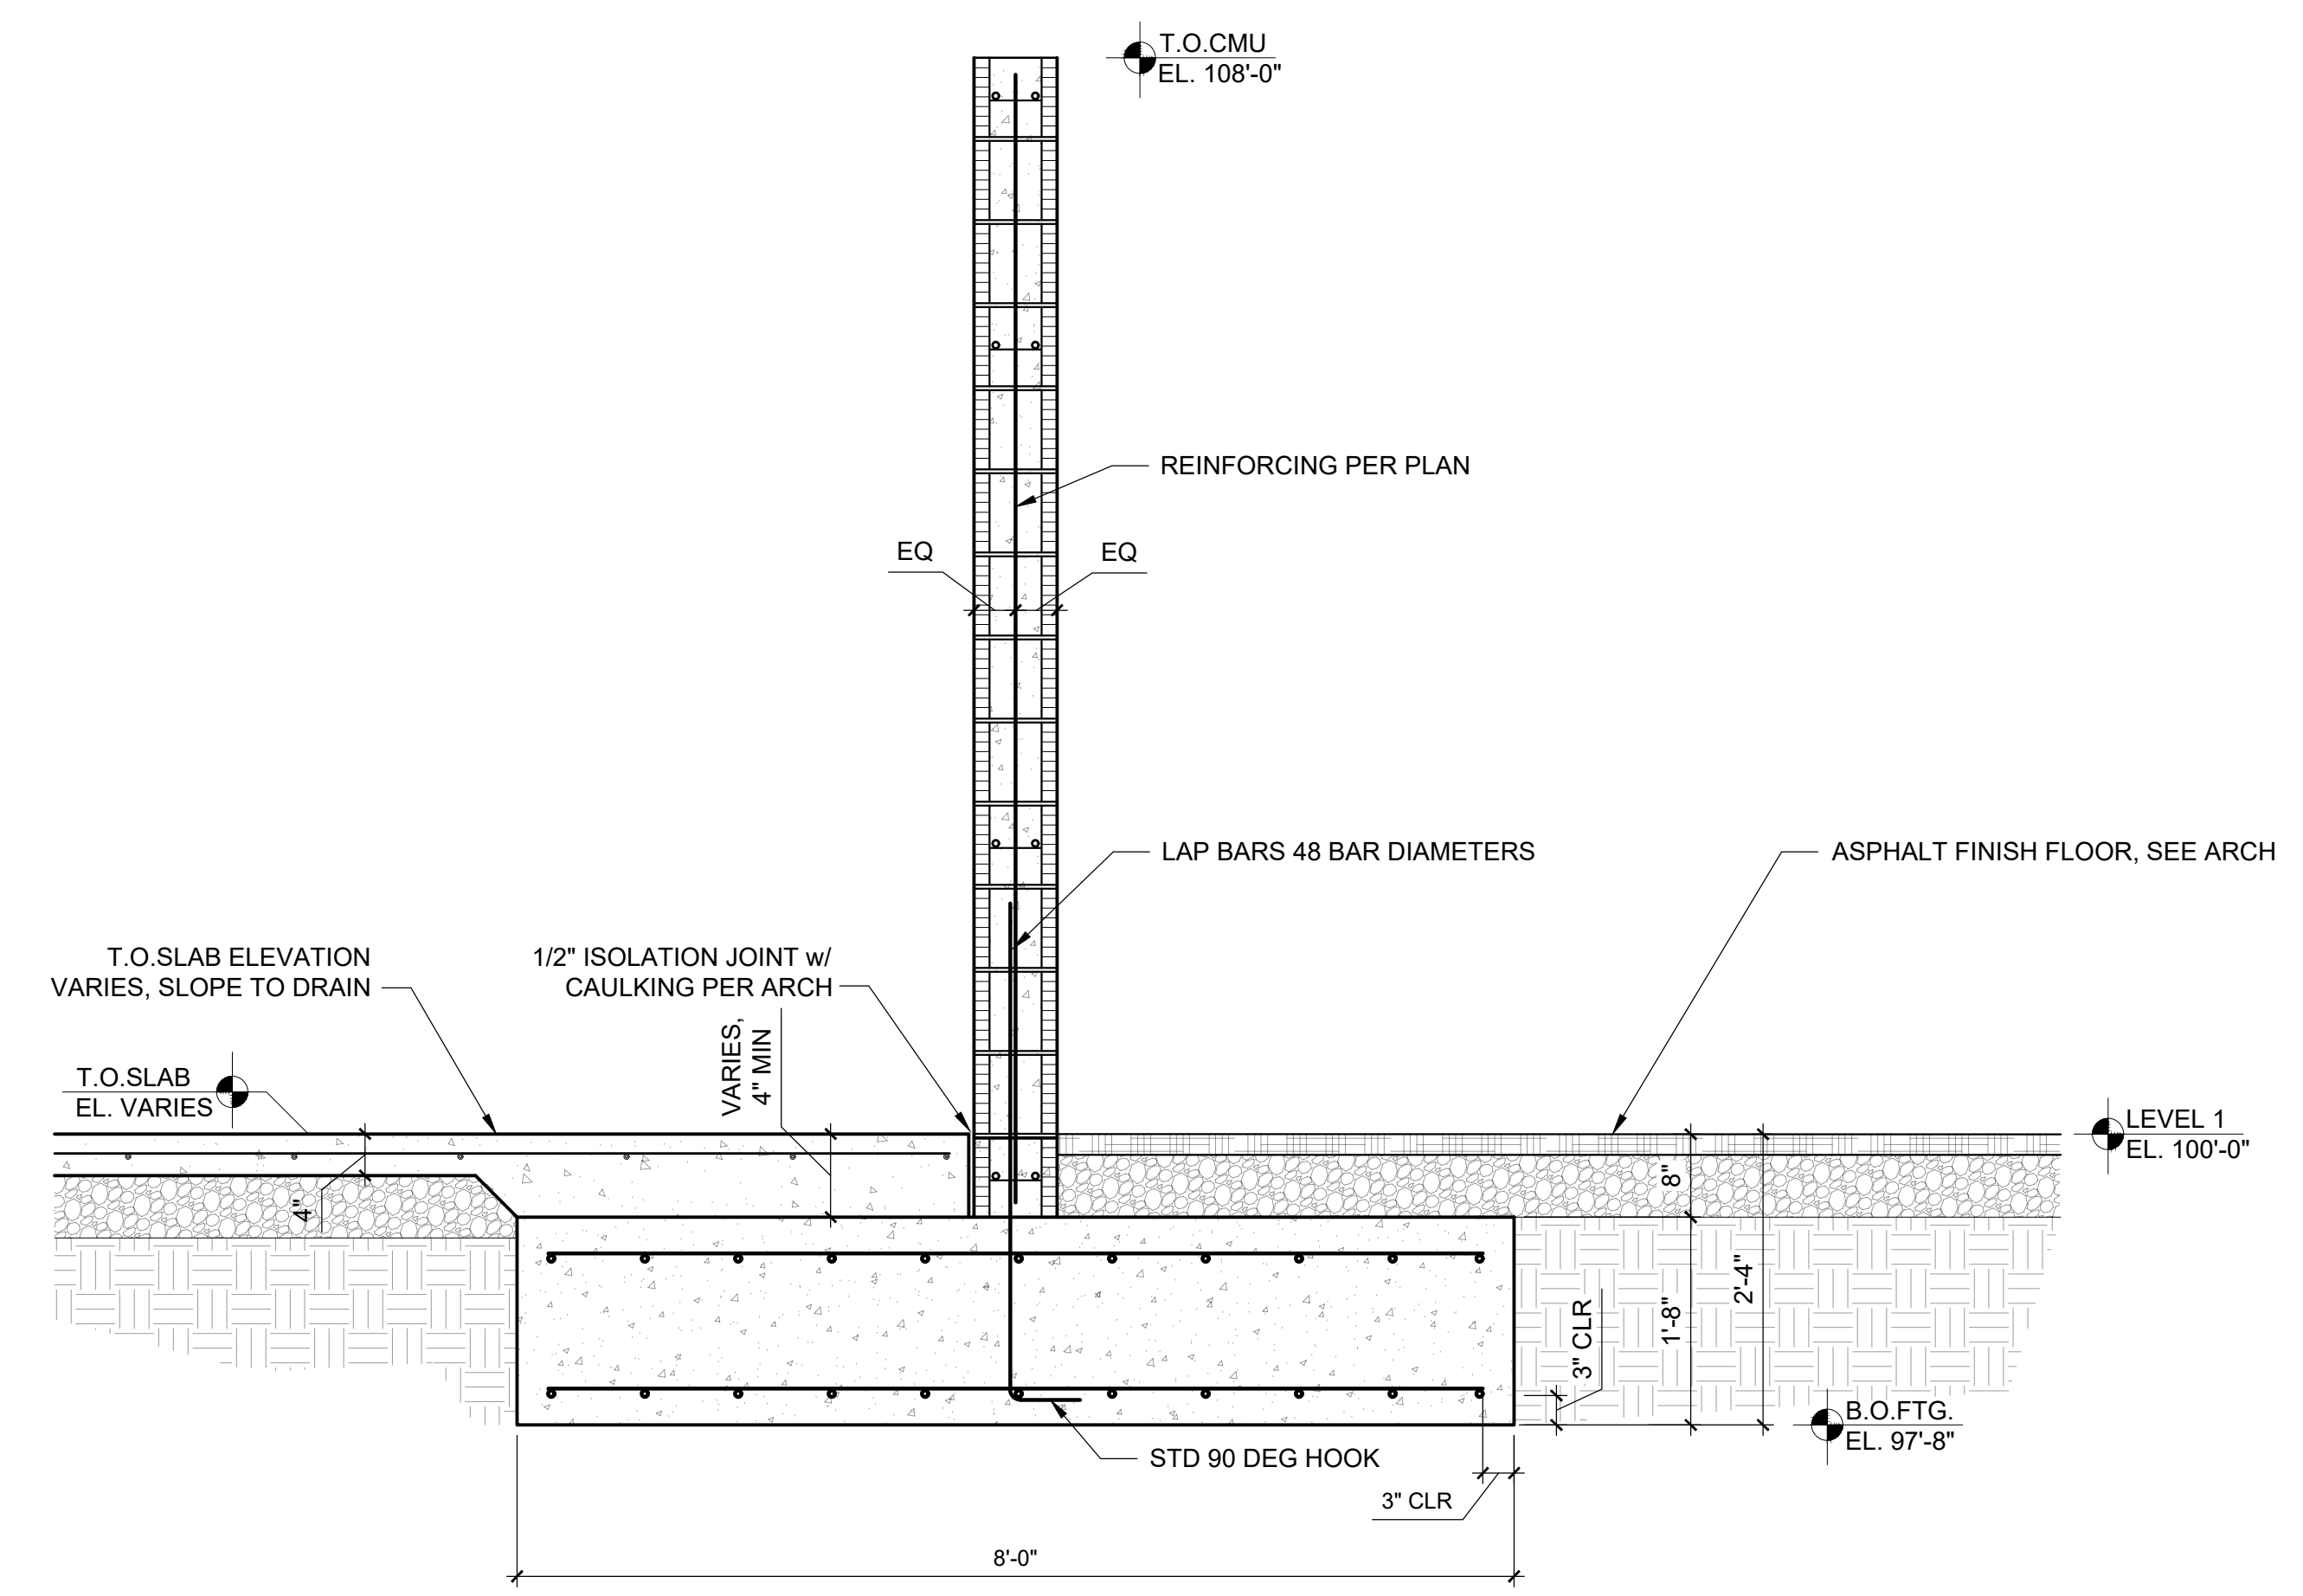 T.O.CMU
EL. 108'-0"
REINFORCING PER PLAN
EQ
EQ
LAP BARS 48 BAR DIAMETERS
ASPHALT FINISH FLOOR, SEE ARCH
T.O.SLAB ELEVATION
VARIES, SLOPE TO DRAIN
1/2" ISOLATION JOINT w/
CAULKING PER ARCH
VARIES,
4" MIN
T.O.SLAB
EL. VARIES
LEVEL 1
EL. 100'-0"
4"
8"
2'-4"
1'-8"
3" CLR
B.O.FTG.
EL. 97'-8"
STD 90 DEG HOOK
3" CLR
8'-0"